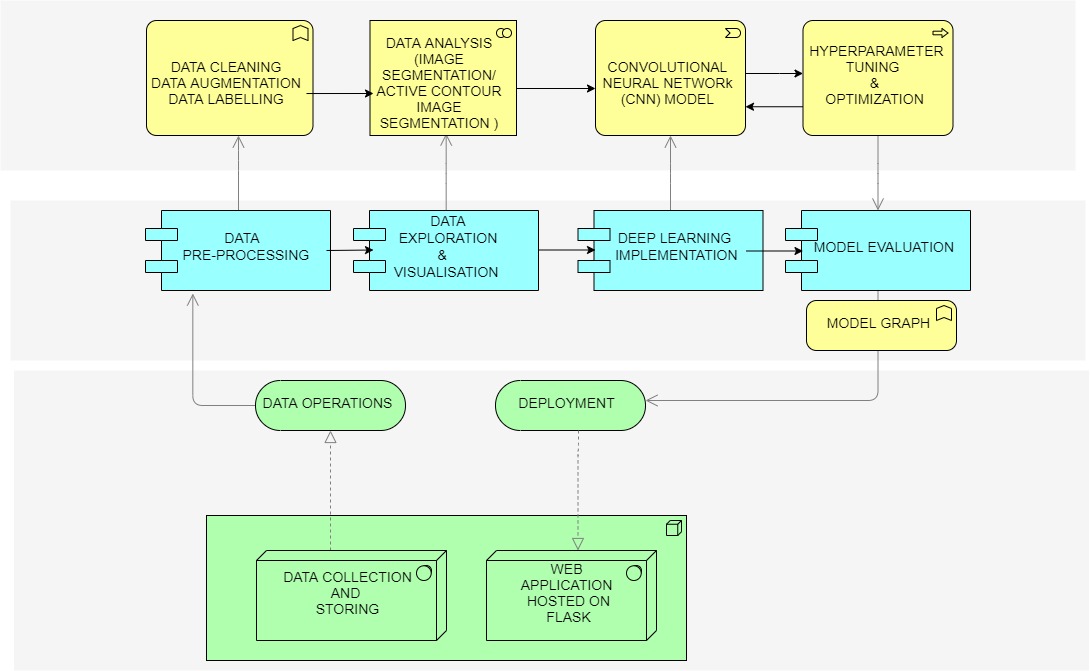 DATA CLEANING
DATA AUGMENTATION
DATA LABELLING
DATA ANALYSIS
(IMAGE
SEGMENTATION/
ACTIVE CONTOUR
IMAGE
SEGMENTATION )
CONVOLUTIONAL
NEURAL NETWORk
(CNN) MODEL
HYPERPARAMETER
TUNING
&
OPTIMIZATION
DATA
PRE-PROCESSING
DATA
EXPLORATION
&
VISUALISATION
DEEP LEARNING
IMPLEMENTATION
MODEL EVALUATION
MODEL GRAPH
DATA OPERATIONS
DEPLOYMENT
DATA COLLECTION
AND
STORING
WEB
APPLICATION
HOSTED ON
FLASK